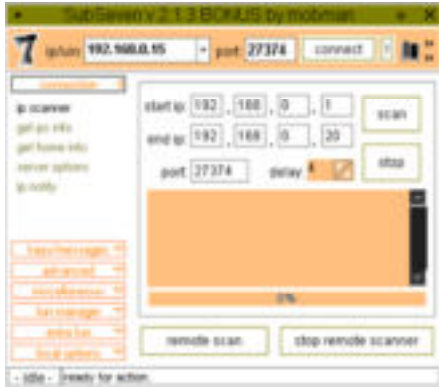 SubSeven v 2.1.3 BONUS by mobman
ip/uin: 192.168.0.15 port: 27374 connect
connection
ip scanner
get pc info
get home info
server options
ip notify
keys/messages
advanced
miscellaneous
fun manager
extra fun
local options
start ip: 192 . 168 . 0 . 1
scan
end ip: 192 . 168 . 0 . 20
port: 27374 delay: 4
stop
0%
remote scan stop remote scanner
- idle - ready for action.